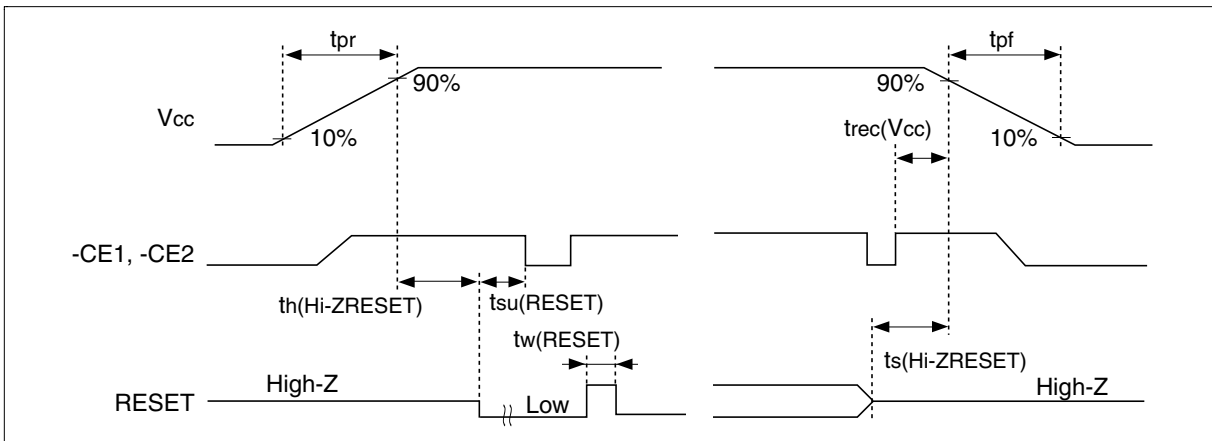 tpr
tpf
90%
90%
Vcc
10%
trec(Vcc)
10%
-CE1, -CE2
th(Hi-ZRESET)
tsu(RESET)
tw(RESET)
ts(Hi-ZRESET)
High-Z
High-Z
RESET
Low